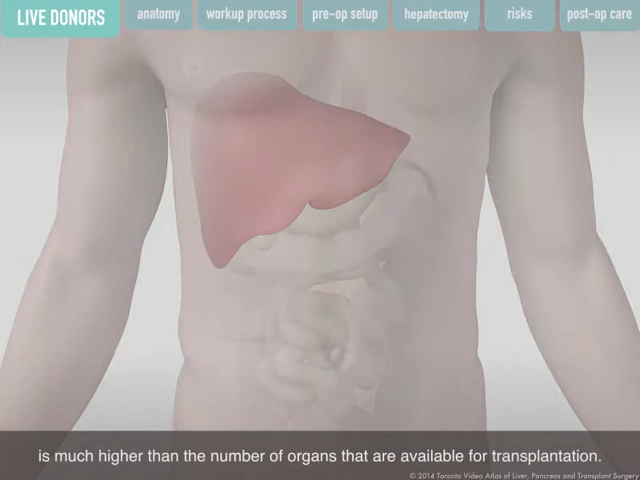 LIVE DONORS
anatomy
workup process
pre-op setup
hepatectomy
risks
post-op care
is much higher than the number of organs that are available for transplantation.
© 2014 Toronto Video Atlas of Liver, Pancreas and Transplant Surgery